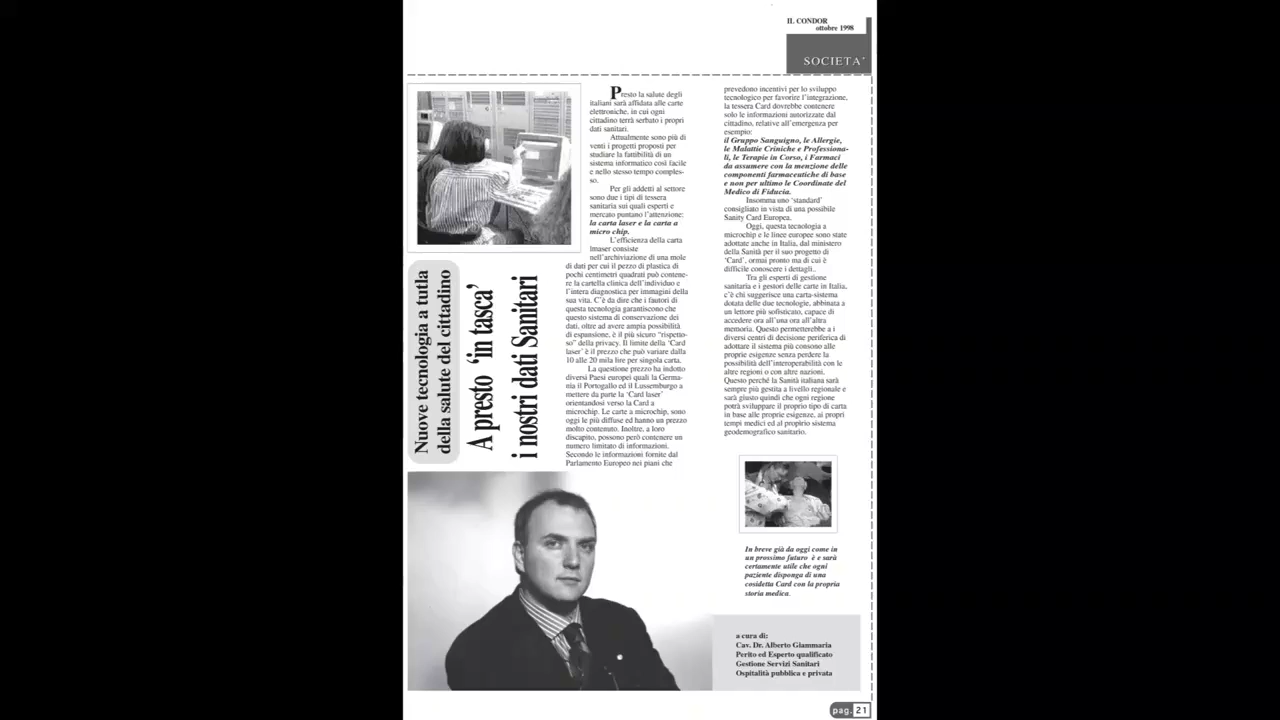 IL CONDOR
ottobre 1998
SOCIETA'
Nuove tecnologia a tutla
della salute del cittadino
A presto 'in tasca'
i nostri dati Sanitari
Presto la salute degli
italiani sarà affidata alle carte
elettroniche, in cui ogni
cittadino terrà serbato i propri
dati sanitari.
Attualmente sono più di
venti i progetti proposti per
studiare la fattibilità di un
sistema informatico così facile
e nello stesso tempo comples-
so.
Per gli addetti al settore
sono due i tipi di tessera
sanitaria sui quali esperti e
mercato puntano l'attenzione:
la carta laser e la carta a
micro chip.
L'efficienza della carta
lmaser consiste
nell'archiviazione di una mole
di dati per cui il pezzo di plastica di
pochi centimetri quadrati può contene-
re la cartella clinica dell'individuo e
l'intera diagnostica per immagini della
sua vita. C'è da dire che i fautori di
questa tecnologia garantiscono che
questo sistema di conservazione dei
dati, oltre ad avere ampia possibilità
di espansione, è il più sicuro "rispetto-
so" della privacy. Il limite della 'Card
laser' è il prezzo che può variare dalla
10 alle 20 mila lire per singola carta.
La questione prezzo ha indotto
diversi Paesi europei quali la Germa-
nia il Portogallo ed il Lussemburgo a
mettere da parte la 'Card laser'
orientandosi verso la Card a
microchip. Le carte a microchip, sono
oggi le più diffuse ed hanno un prezzo
molto contenuto. Inoltre, a loro
discapito, possono però contenere un
numero limitato di informazioni.
Secondo le informazioni fornite dal
Parlamento Europeo nei piani che
prevedono incentivi per lo sviluppo
tecnologico per favorire l'integrazione,
la tessera Card dovrebbe contenere
solo le informazioni autorizzate dal
cittadino, relative all'emergenza per
esempio:
il Gruppo Sanguigno, le Allergie,
le Malattie Criniche e Professiona-
li, le Terapie in Corso, i Farmaci
da assumere con la menzione delle
componenti farmaceutiche di base
e non per ultimo le Coordinate del
Medico di Fiducia.
Insomma uno 'standard'
consigliato in vista di una possibile
Sanity Card Europea.
Oggi, questa tecnologia a
microchip e le linee europee sono state
adottate anche in Italia, dal ministero
della Sanità per il suo progetto di
'Card', ormai pronto ma di cui è
difficile conoscere i dettagli..
Tra gli esperti di gestione
sanitaria e i gestori delle carte in Italia,
c'è chi suggerisce una carta-sistema
dotata delle due tecnologie, abbinata a
un lettore più sofisticato, capace di
accedere ora all'una ora all'altra
memoria. Questo permetterebbe a i
diversi centri di decisione periferica di
adottare il sistema più consono alle
proprie esigenze senza perdere la
possibilità dell'interoperabilità con le
altre regioni o con altre nazioni.
Questo perché la Sanità italiana sarà
sempre più gestita a livello regionale e
sarà giusto quindi che ogni regione
potrà sviluppare il proprio tipo di carta
in base alle proprie esigenze, ai propri
tempi medici ed al proprio sistema
geodemografico sanitario.
In breve già da oggi come in
un prossimo futuro è e sarà
certamente utile che ogni
paziente disponga di una
cosidetta Card con la propria
storia medica.
a cura di:
Cav. Dr. Alberto Giammaria
Perito ed Esperto qualificato
Gestione Servizi Sanitari
Ospitalità pubblica e privata
pag. 21